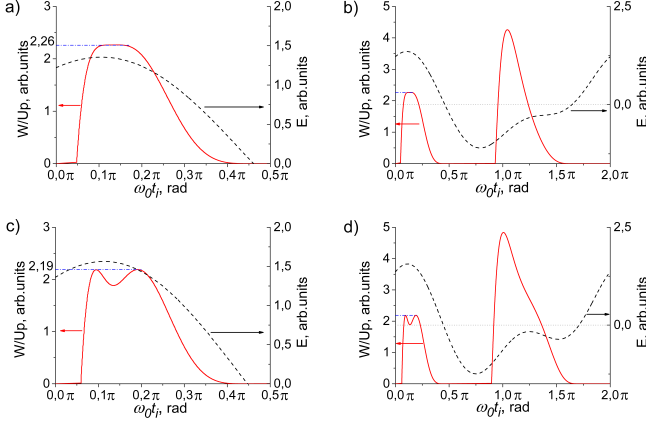 a)
W/Up, arb.units
3
2,26
2
1
0
0,0π 0,1π 0,2π 0,3π 0,4π 0,5π
ω₀tᵢ, rad
2,0
1,5
1,0
0,5
0,0
E, arb.units
b)
W/Up, arb.units
5
4
3
2
1
0
0,0π 0,5π 1,0π 1,5π 2,0π
ω₀tᵢ, rad
2,5
0,0
E, arb.units
c)
W/Up, arb.units
3
2,19
2
1
0
0,0π 0,1π 0,2π 0,3π 0,4π 0,5π
ω₀tᵢ, rad
2,0
1,5
1,0
0,5
0,0
E, arb.units
d)
W/Up, arb.units
5
4
3
2
1
0
0,0π 0,5π 1,0π 1,5π 2,0π
ω₀tᵢ, rad
2,5
0,0
E, arb.units